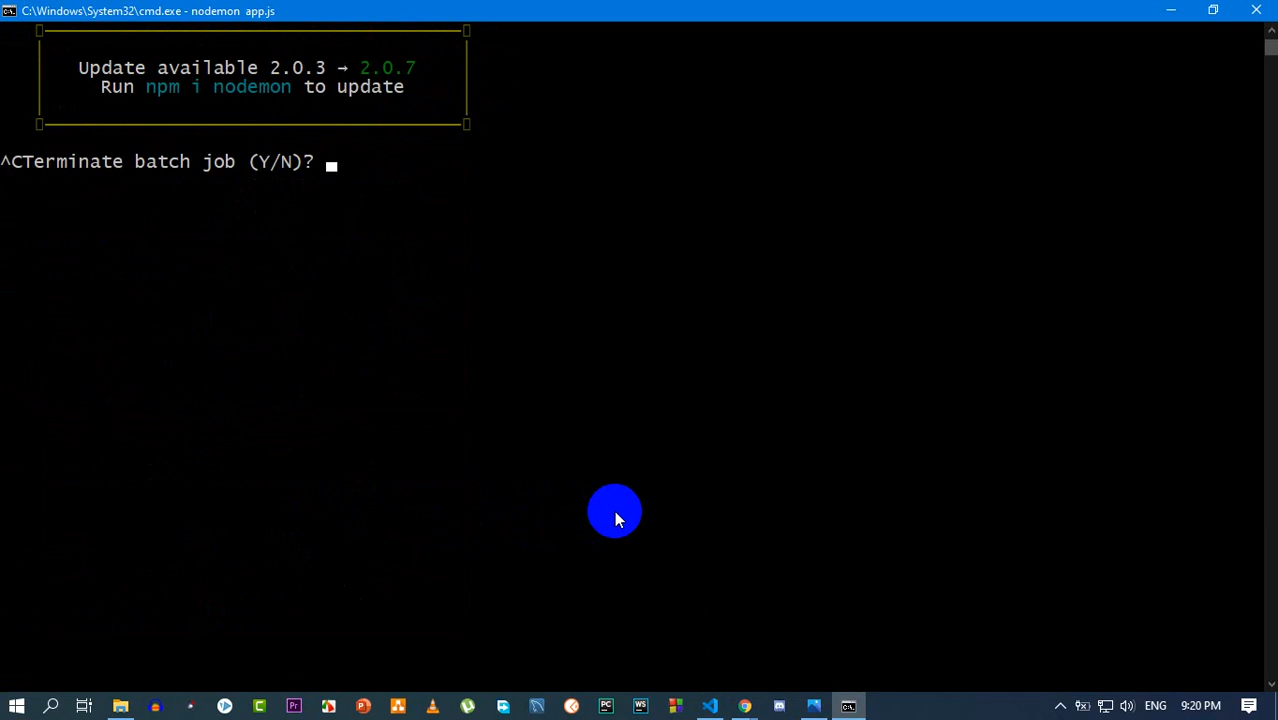 C:\Windows\System32\cmd.exe - nodemon app.js
Update available 2.0.3 → 2.0.7
Run npm i nodemon to update
^CTerminate batch job (Y/N)?
ENG
9:20 PM